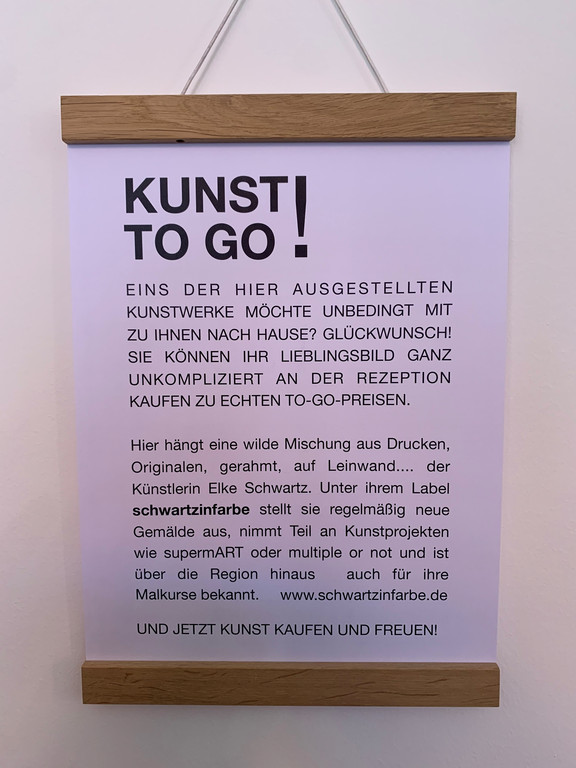 KUNST
TO GO!
EINS DER HIER AUSGESTELLTEN
KUNSTWERKE MÖCHTE UNBEDINGT MIT
ZU IHNEN NACH HAUSE? GLÜCKWUNSCH!
SIE KÖNNEN IHR LIEBLINGSBILD GANZ
UNKOMPLIZIERT AN DER REZEPTION
KAUFEN ZU ECHTEN TO-GO-PREISEN.
Hier hängt eine wilde Mischung aus Drucken,
Originalen, gerahmt, auf Leinwand.... der
Künstlerin Elke Schwartz. Unter ihrem Label
schwartzinfarbe stellt sie regelmäßig neue
Gemälde aus, nimmt Teil an Kunstprojekten
wie supermART oder multiple or not und ist
über die Region hinaus auch für ihre
Malkurse bekannt. www.schwartzinfarbe.de
UND JETZT KUNST KAUFEN UND FREUEN!